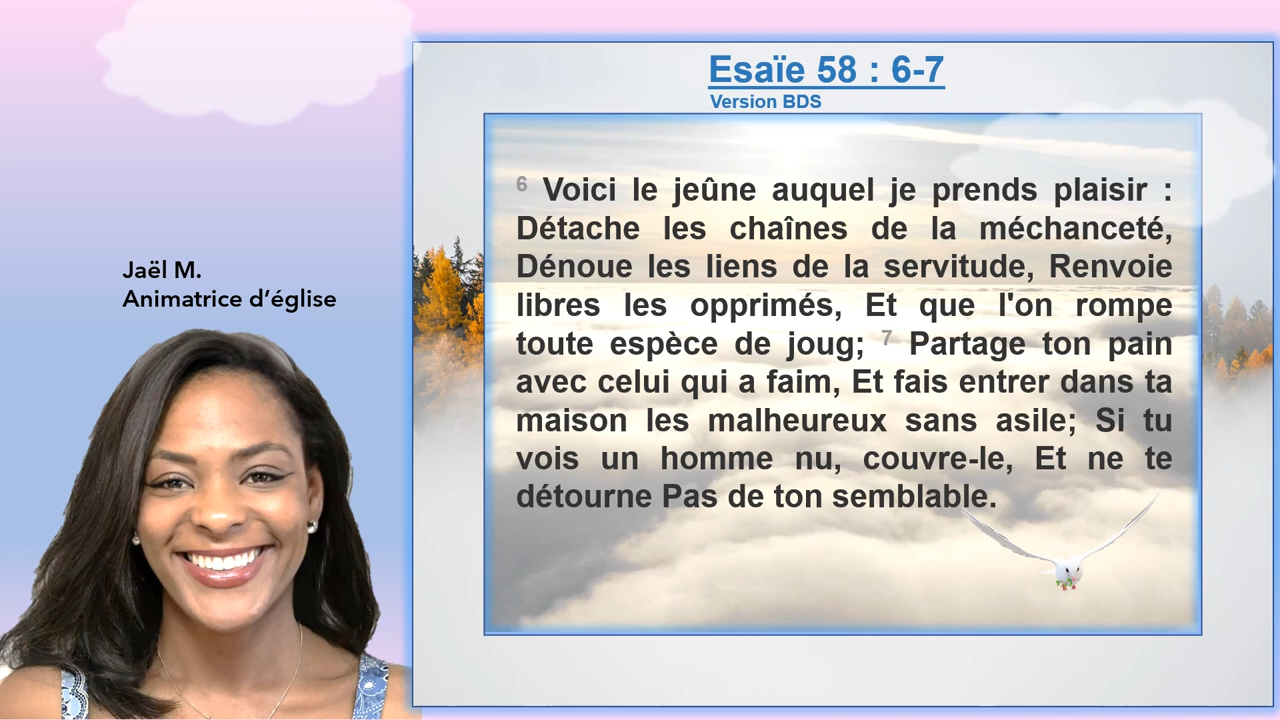 Esaïe 58 : 6-7
Version BDS
6 Voici le jeûne auquel je prends plaisir :
Détache les chaînes de la méchanceté,
Dénoue les liens de la servitude, Renvoie
libres les opprimés, Et que l'on rompe
toute espèce de joug; 7 Partage ton pain
avec celui qui a faim, Et fais entrer dans ta
maison les malheureux sans asile; Si tu
vois un homme nu, couvre-le, Et ne te
détourne Pas de ton semblable.
Jaël M.
Animatrice d’église